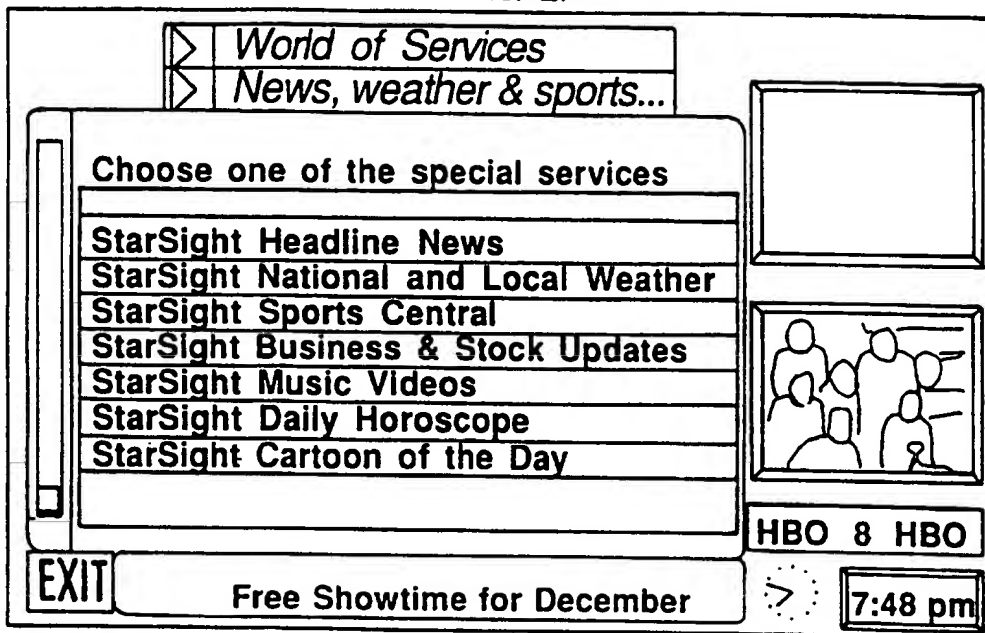 World of Services
News, weather & sports...
Choose one of the special services
StarSight Headline News
StarSight National and Local Weather
StarSight Sports Central
StarSight Business & Stock Updates
StarSight Music Videos
StarSight Daily Horoscope
StarSight Cartoon of the Day
HBO 8 HBO
EXIT
Free Showtime for December
7:48 pm